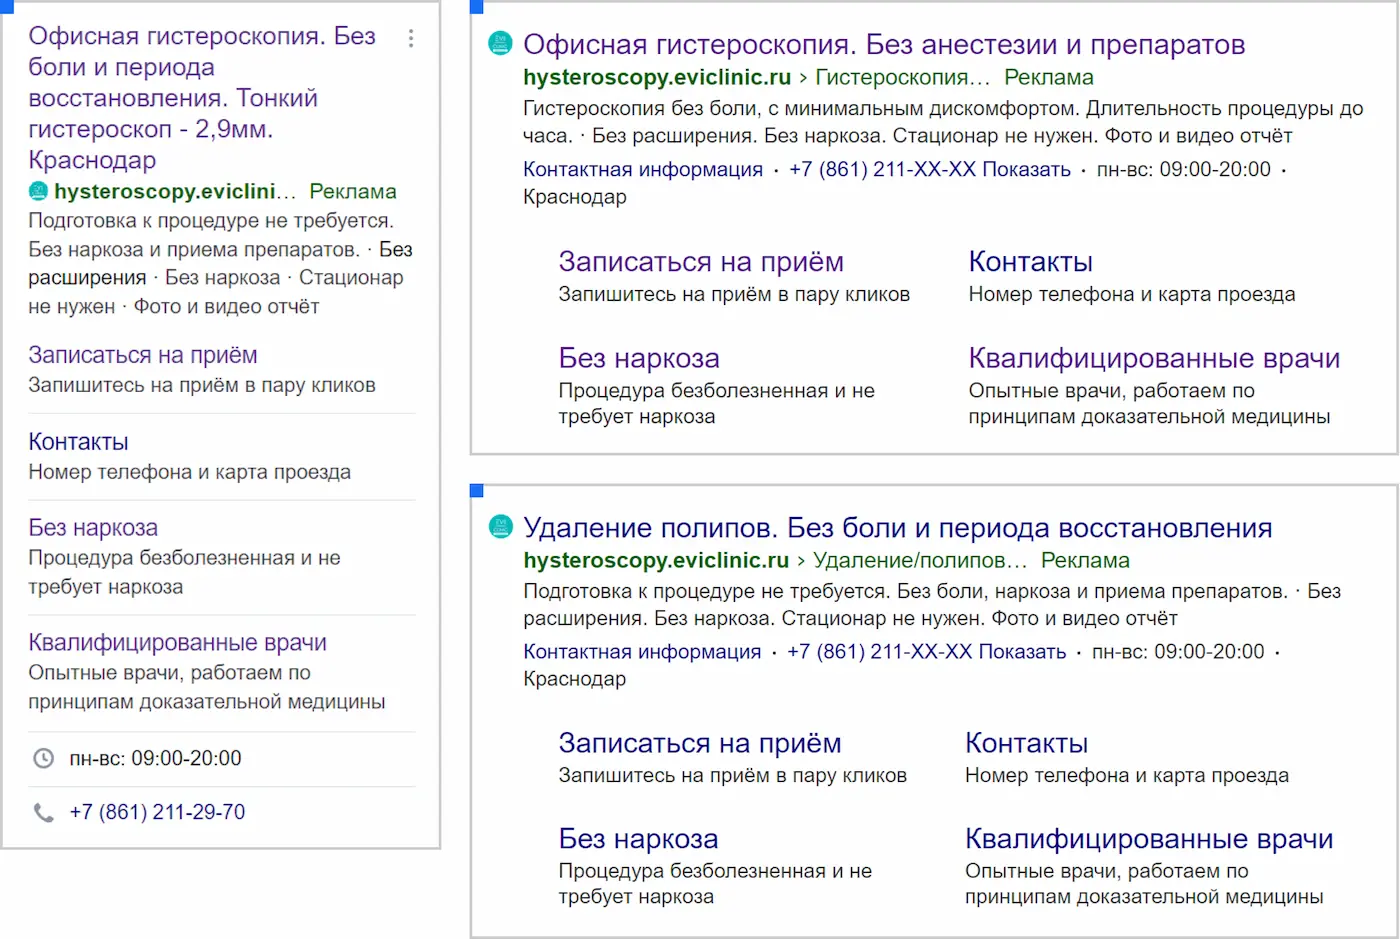 Офисная гистероскопия. Без
боли и периода
восстановления. Тонкий
гистероскоп - 2,9мм.
Краснодар
hysteroscopy.eviclini... Реклама
Подготовка к процедуре не требуется.
Без наркоза и приема препаратов. · Без
расширения · Без наркоза · Стационар
не нужен · Фото и видео отчёт
Записаться на приём
Запишитесь на приём в пару кликов
Контакты
Номер телефона и карта проезда
Без наркоза
Процедура безболезненная и не
требует наркоза
Квалифицированные врачи
Опытные врачи, работаем по
принципам доказательной медицины
пн-вс: 09:00-20:00
+7 (861) 211-29-70
Офисная гистероскопия. Без анестезии и препаратов
hysteroscopy.eviclinic.ru › Гистероскопия... Реклама
Гистероскопия без боли, с минимальным дискомфортом. Длительность процедуры до
часа. · Без расширения. Без наркоза. Стационар не нужен. Фото и видео отчёт
Контактная информация · +7 (861) 211-XX-XX Показать · пн-вс: 09:00-20:00 ·
Краснодар
Записаться на приём
Запишитесь на приём в пару кликов
Контакты
Номер телефона и карта проезда
Без наркоза
Процедура безболезненная и не
требует наркоза
Квалифицированные врачи
Опытные врачи, работаем по
принципам доказательной медицины
Удаление полипов. Без боли и периода восстановления
hysteroscopy.eviclinic.ru › Удаление/полипов... Реклама
Подготовка к процедуре не требуется. Без боли, наркоза и приема препаратов. · Без
расширения. Без наркоза. Стационар не нужен. Фото и видео отчёт
Контактная информация · +7 (861) 211-XX-XX Показать · пн-вс: 09:00-20:00 ·
Краснодар
Записаться на приём
Запишитесь на приём в пару кликов
Контакты
Номер телефона и карта проезда
Без наркоза
Процедура безболезненная и не
требует наркоза
Квалифицированные врачи
Опытные врачи, работаем по
принципам доказательной медицины